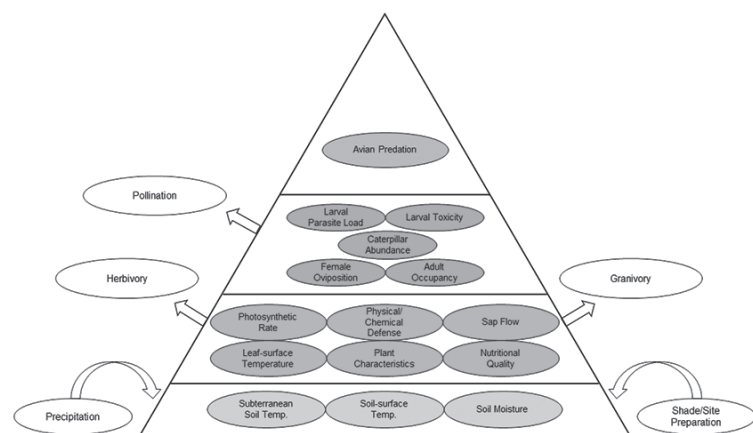 Avian Predation
Pollination
Larval
Parasite Load
Larval Toxicity
Caterpillar
Abundance
Female
Oviposition
Adult
Occupancy
Herbivory
Granivory
Photosynthetic
Rate
Physical/
Chemical
Defense
Sap Flow
Leaf-surface
Temperature
Plant
Characteristics
Nutritional
Quality
Precipitation
Subterranean
Soil Temp.
Soil-surface
Temp.
Soil Moisture
Shade/Site
Preparation